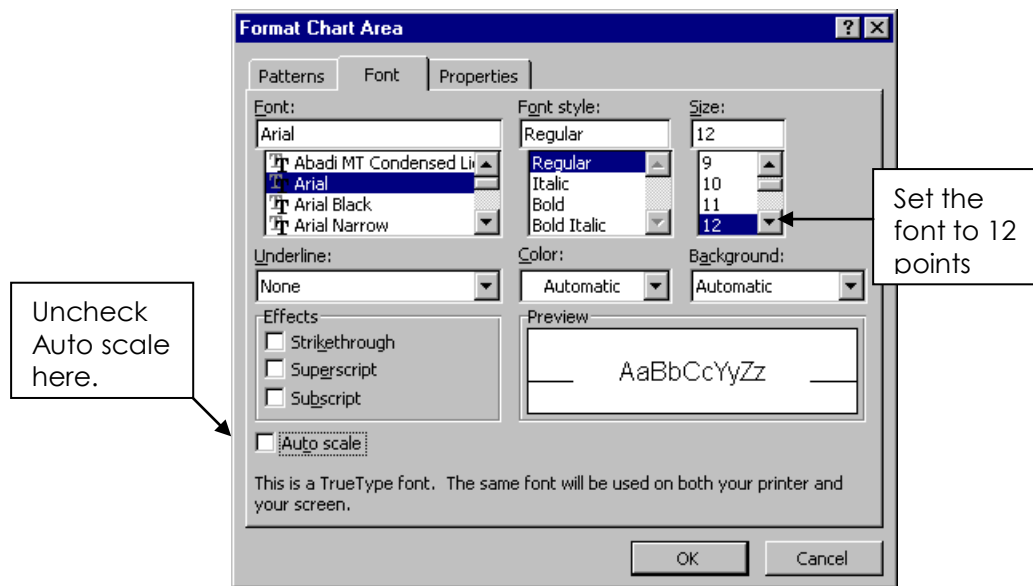 Format Chart Area
Patterns Font Properties
Font: Font style: Size:
Arial Regular 12
Abadi MT Condensed Li Regular 9
Arial Italic 10
Arial Black Bold 11
Arial Narrow Bold Italic 12
Set the
font to 12
points
Underline: Color: Background:
None Automatic Automatic
Uncheck
Auto scale
here.
Effects Preview
Strikethrough
Superscript
Subscript
AaBbCcYyZz
Auto scale
This is a TrueType font. The same font will be used on both your printer and
your screen.
OK Cancel